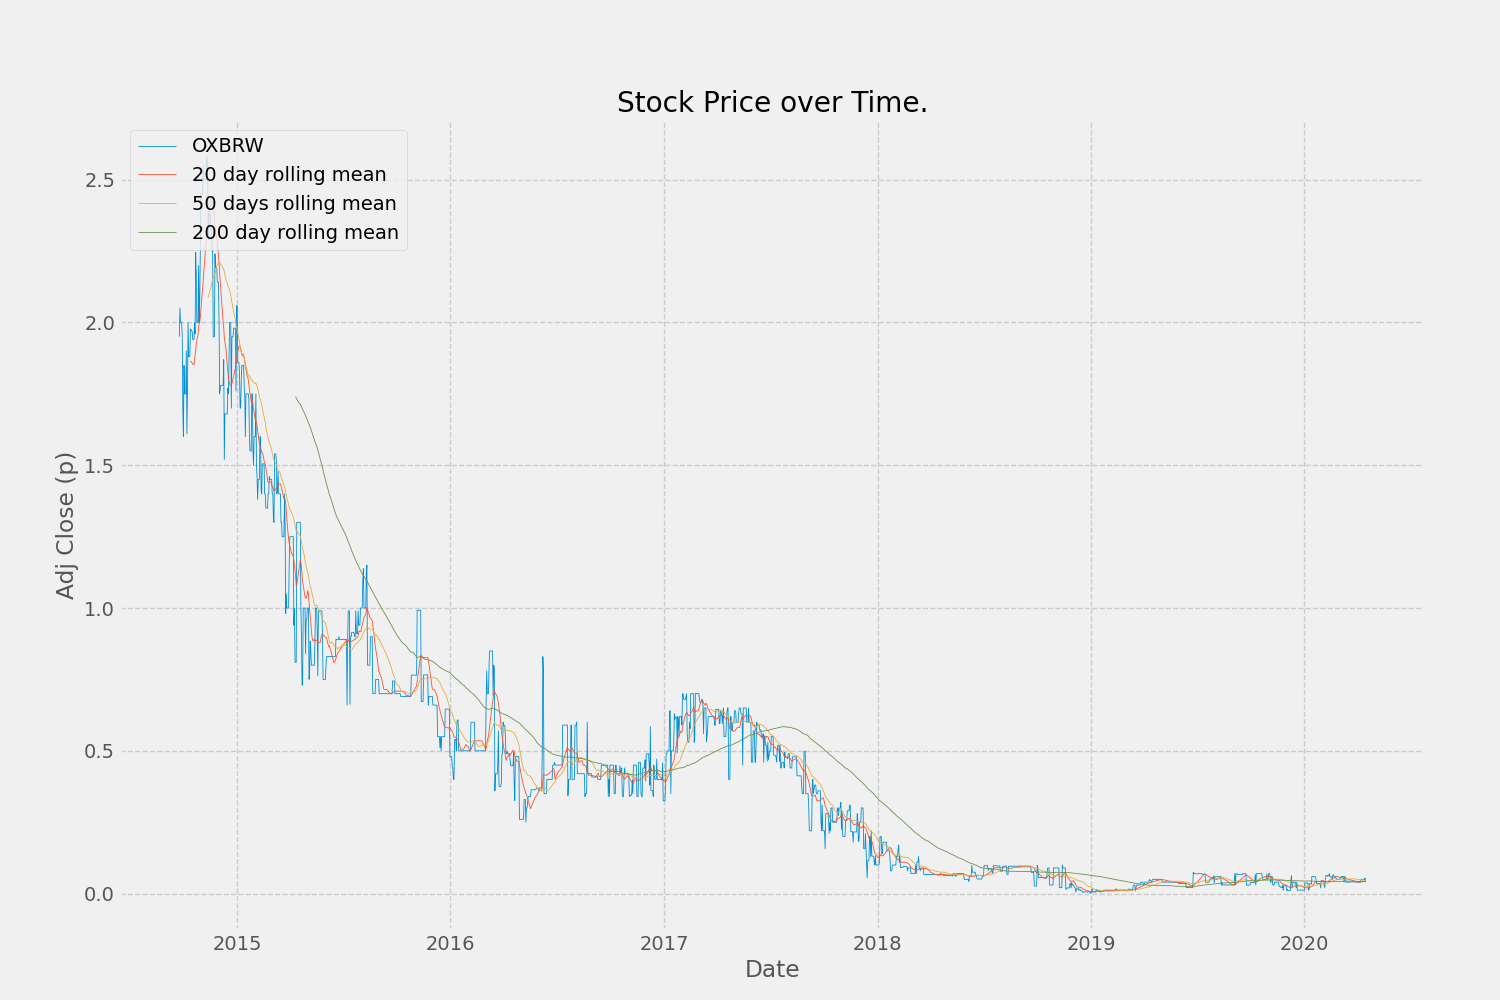 Stock Price over Time.
OXBRW
20 day rolling mean
50 days rolling mean
200 day rolling mean
Adj Close (p)
2.5
2.0
1.5
1.0
0.5
0.0
2015 2016 2017 2018 2019 2020
Date